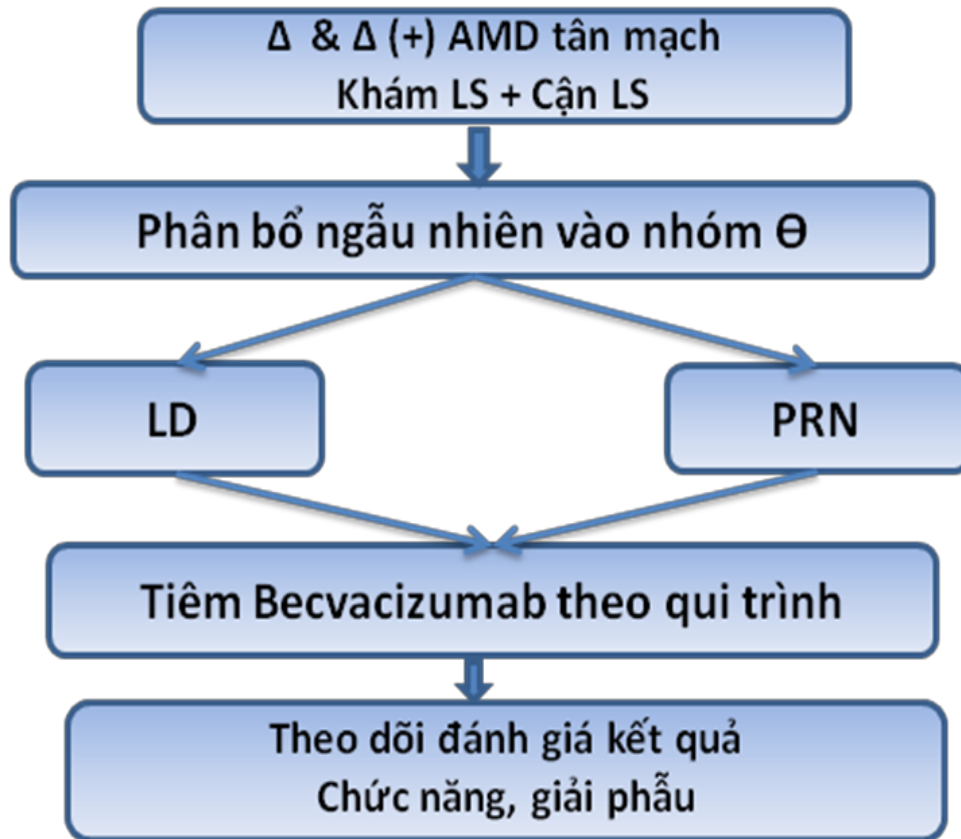 Δ & Δ (+) AMD tân mạch
Khám LS + Cận LS
Phân bổ ngẫu nhiên vào nhóm Ɵ
LD
PRN
Tiêm Becvacizumab theo qui trình
Theo dõi đánh giá kết quả
Chức năng, giải phẫu